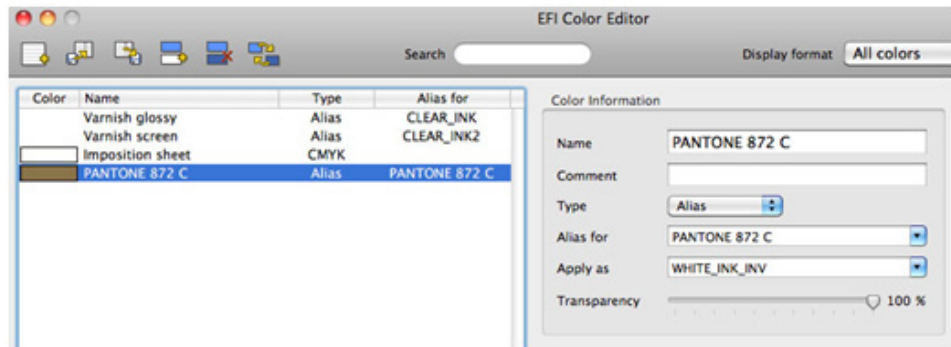 EFI Color Editor
Search
Display format All colors
Color Name Type Alias for
Varnish glossy Alias CLEAR_INK
Varnish screen Alias CLEAR_INK2
Imposition sheet CMYK
PANTONE 872 C Alias PANTONE 872 C
Color Information
Name PANTONE 872 C
Comment
Type Alias
Alias for PANTONE 872 C
Apply as WHITE_INK_INV
Transparency 100 %